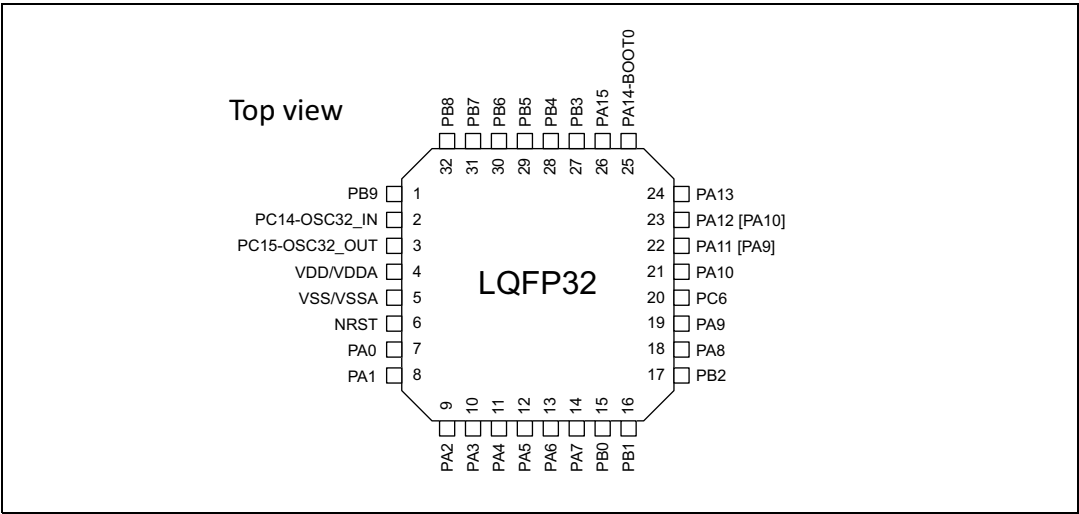 Top view
PB8
PB7
PB6
PB5
PB4
PB3
PA15
PA14-BOOT0
32
31
30
29
28
27
26
25
PB9 1
PC14-OSC32_IN 2
PC15-OSC32_OUT 3
VDD/VDDA 4
VSS/VSSA 5
NRST 6
PA0 7
PA1 8
LQFP32
24 PA13
23 PA12 [PA10]
22 PA11 [PA9]
21 PA10
20 PC6
19 PA9
18 PA8
17 PB2
9
10
11
12
13
14
15
16
PA2
PA3
PA4
PA5
PA6
PA7
PB0
PB1